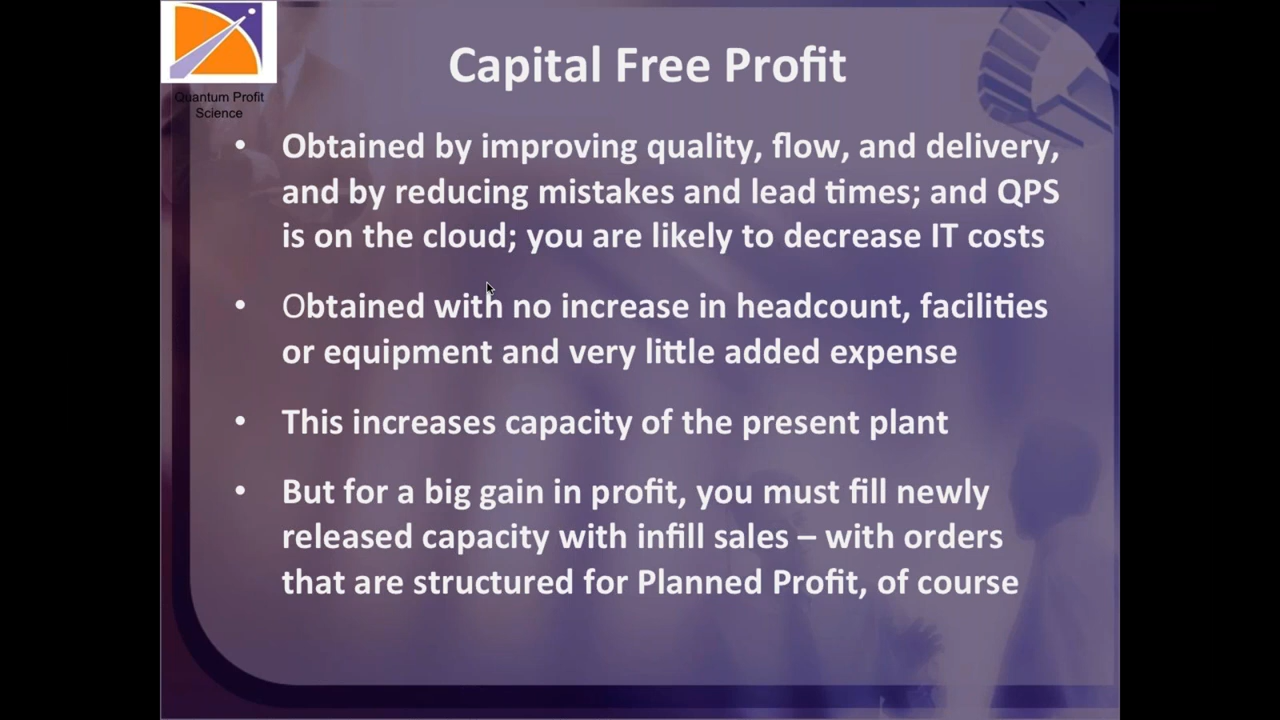 Quantum Profit
Science
Capital Free Profit
• Obtained by improving quality, flow, and delivery,
and by reducing mistakes and lead times; and QPS
is on the cloud; you are likely to decrease IT costs
• Obtained with no increase in headcount, facilities
or equipment and very little added expense
• This increases capacity of the present plant
• But for a big gain in profit, you must fill newly
released capacity with infill sales – with orders
that are structured for Planned Profit, of course